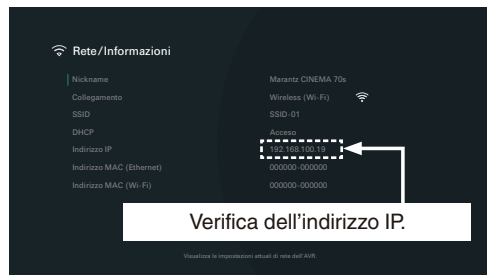 Rete/Informazioni
Nickname Marantz CINEMA 70s
Collegamento Wireless (Wi-Fi)
SSID SSID-01
DHCP Acceso
Indirizzo IP 192.168.100.19
Indirizzo MAC (Ethernet) 000000-000000
Indirizzo MAC (Wi-Fi) 000000-000000
Verifica dell'indirizzo IP.
Visualizza le impostazioni attuali di rete dell'AVR.